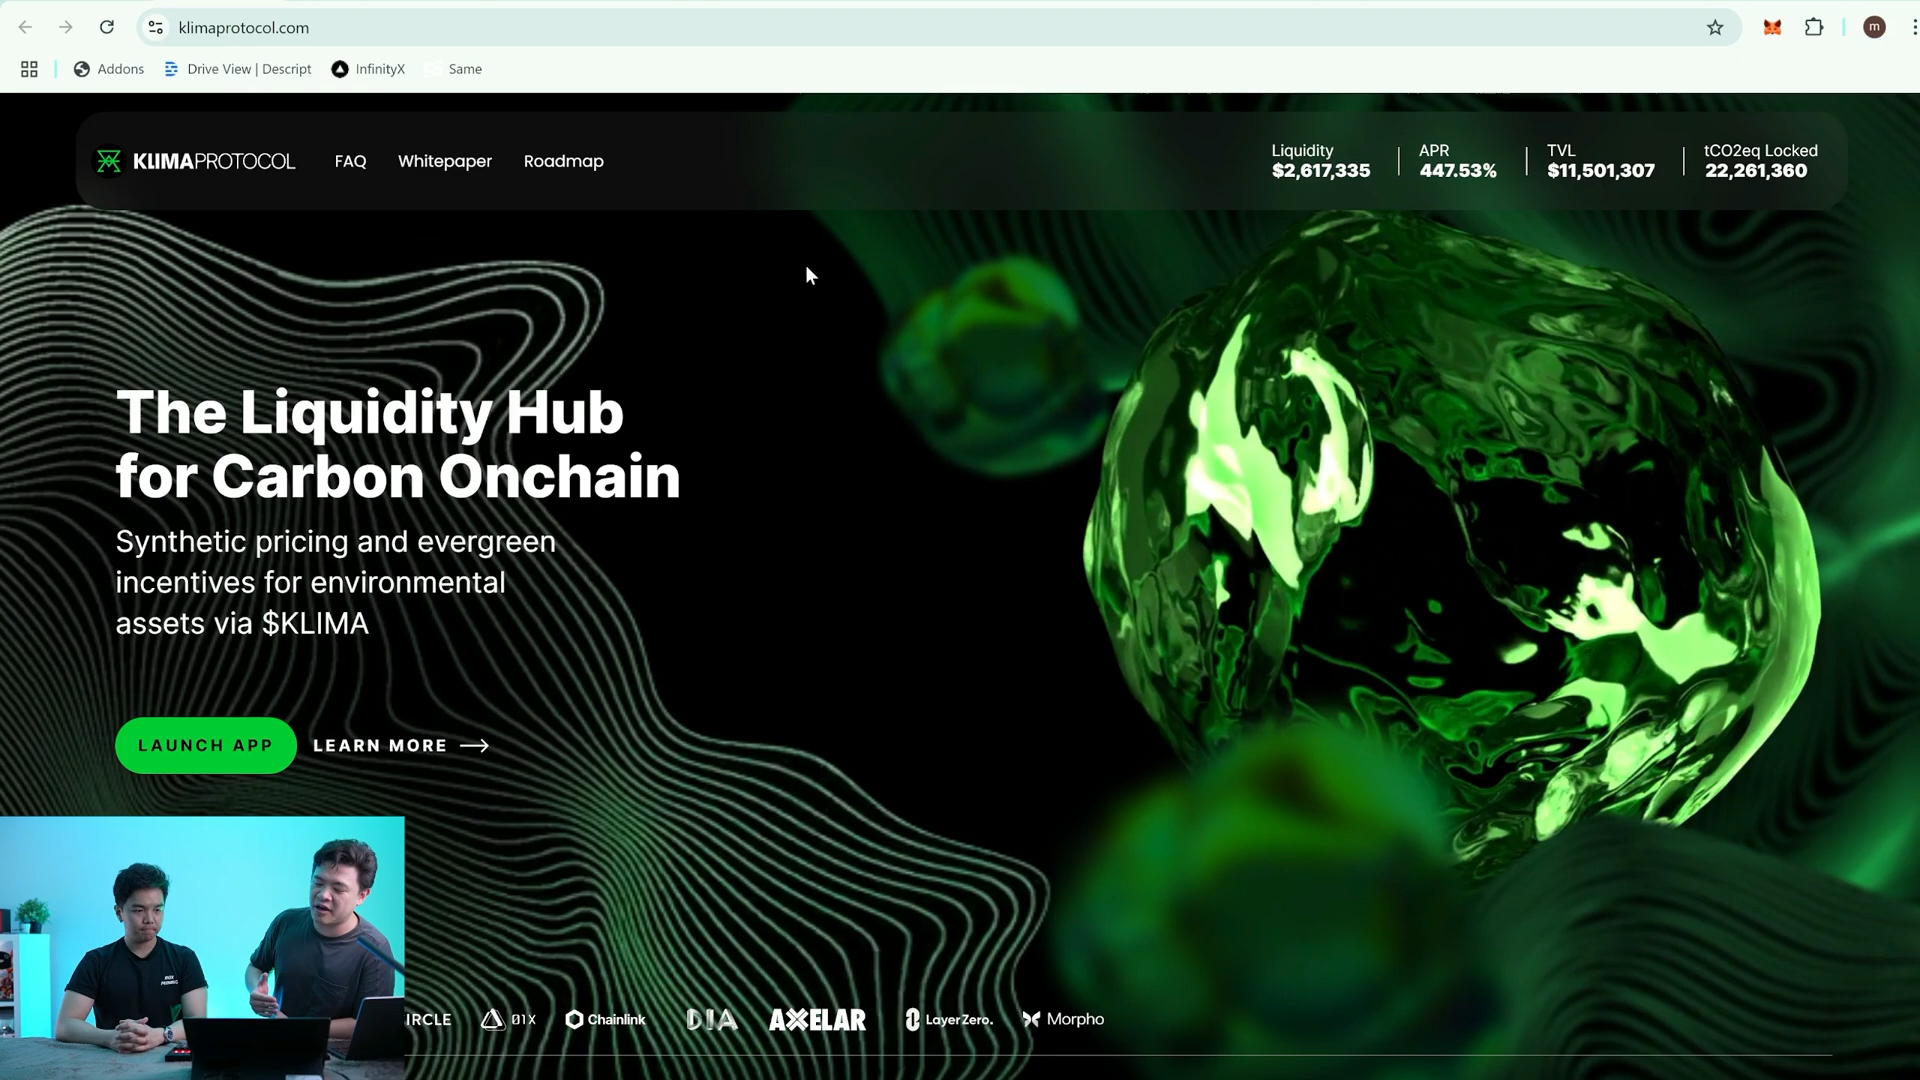 klimaprotocol.com
m
Addons
Drive View | Descript
InfinityX
Same
KLIMAPROTOCOL
FAQ
Whitepaper
Roadmap
Liquidity
$2,617,335
APR
447.53%
TVL
$11,501,307
tCO2eq Locked
22,261,360
The Liquidity Hub
for Carbon Onchain
Synthetic pricing and evergreen
incentives for environmental
assets via $KLIMA
LAUNCH APP
LEARN MORE
IRCLE
01X
Chainlink
DIA
AXELAR
LayerZero.
Morpho